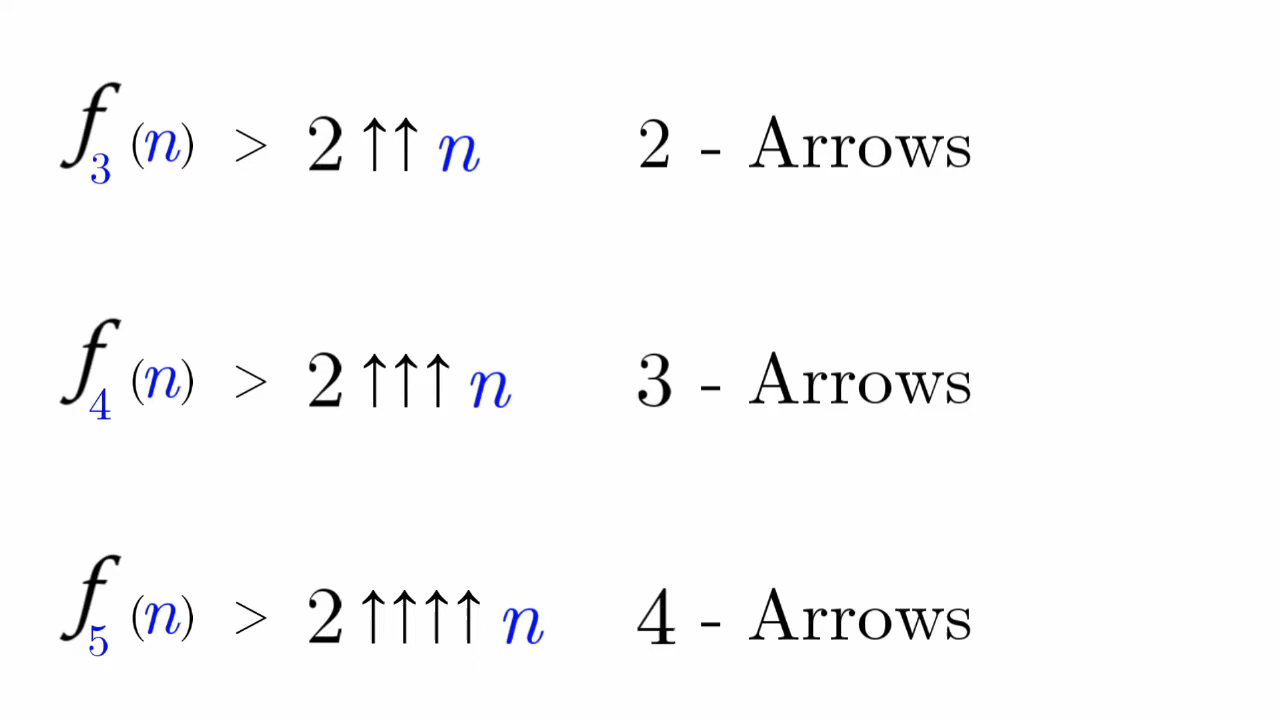 f₃(n) > 2 ↑↑ n 2 - Arrows
f₄(n) > 2 ↑↑↑ n 3 - Arrows
f₅(n) > 2 ↑↑↑↑ n 4 - Arrows